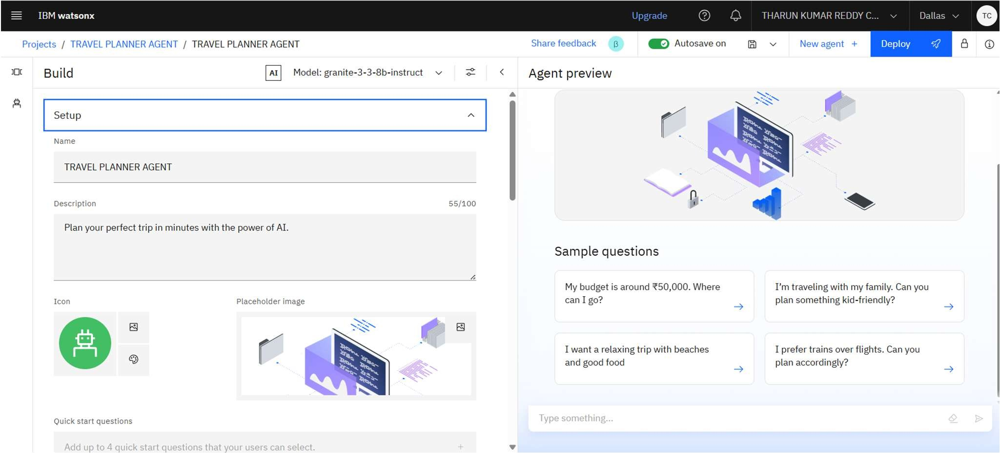 IBM watsonx
Upgrade
THARUN KUMAR REDDY C...
Dallas
TC
Projects / TRAVEL PLANNER AGENT / TRAVEL PLANNER AGENT
Share feedback
β
Autosave on
New agent +
Deploy
Build
AI
Model: granite-3-3-8b-instruct
Agent preview
Setup
Name
TRAVEL PLANNER AGENT
Description
55/100
Plan your perfect trip in minutes with the power of AI.
Icon
Placeholder image
Quick start questions
Add up to 4 quick start questions that your users can select.
Sample questions
My budget is around ₹50,000. Where
can I go?
I’m traveling with my family. Can you
plan something kid-friendly?
I want a relaxing trip with beaches
and good food
I prefer trains over flights. Can you
plan accordingly?
Type something...